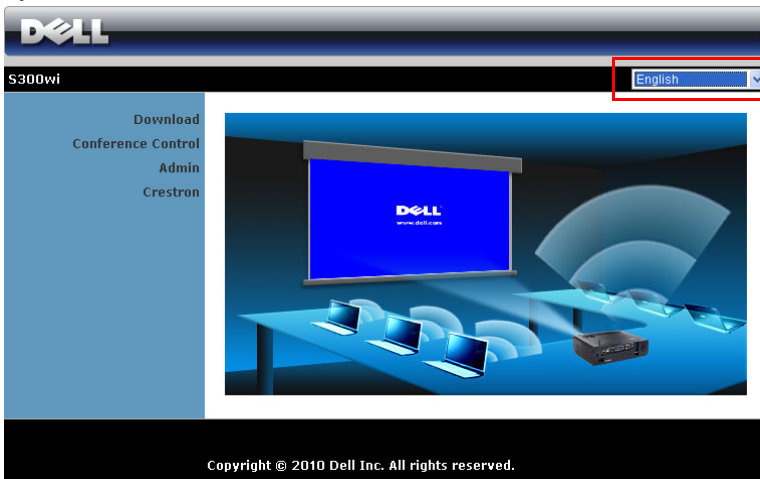 DELL
S300wi
English
Download
Conference Control
Admin
Crestron
DELL
www.dell.com
Copyright © 2010 Dell Inc. All rights reserved.